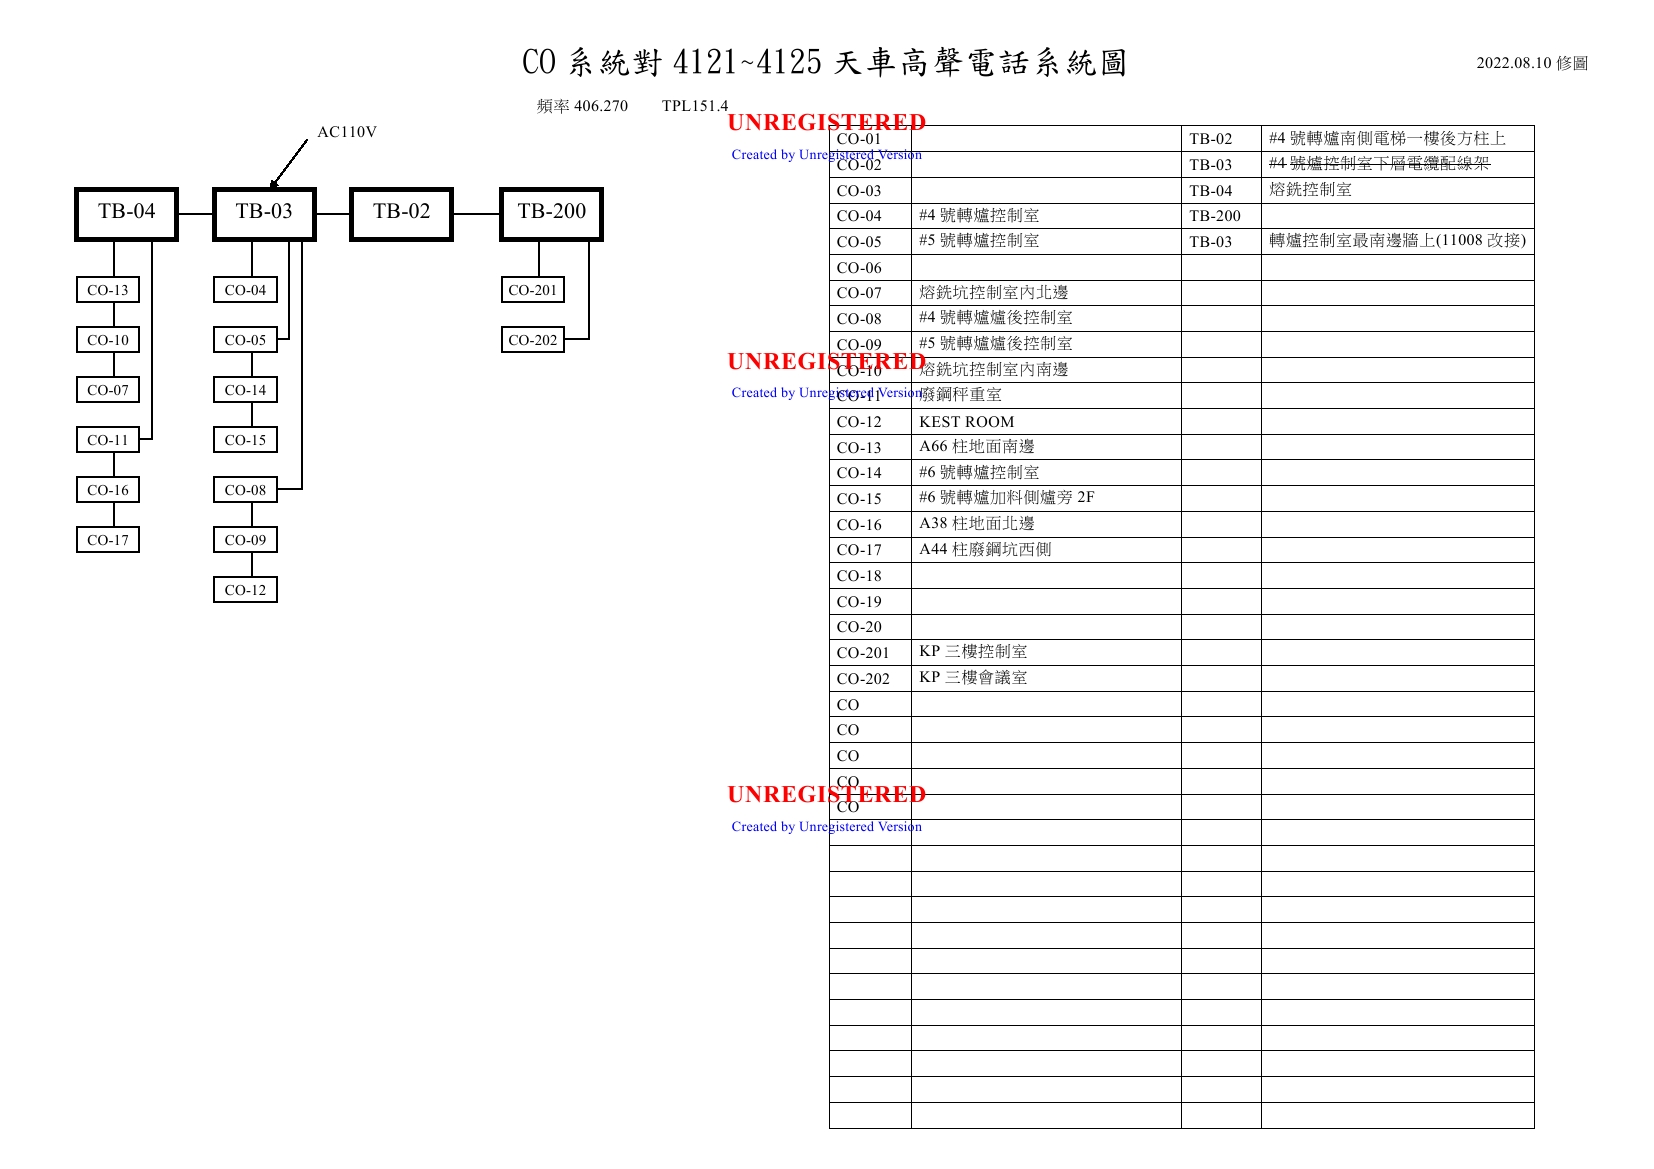 CO 系統對 4121~4125 天車高聲電話系統圖
2022.08.10 修圖
頻率 406.270 TPL151.4
AC110V
TB-04
TB-03
TB-02
TB-200
CO-13
CO-04
CO-201
CO-10
CO-05
CO-202
CO-07
CO-14
CO-11
CO-15
CO-16
CO-08
CO-17
CO-09
CO-12
UNREGISTERED
Created by Unregistered Version
CO-01 TB-02 #4 號轉爐南側電梯一樓後方柱上
CO-02 TB-03 #4 號爐控制室下層電纜配線架
CO-03 TB-04 熔銑控制室
CO-04 #4 號轉爐控制室 TB-200
CO-05 #5 號轉爐控制室 TB-03 轉爐控制室最南邊牆上(11008 改接)
CO-06
CO-07 熔銑坑控制室內北邊
CO-08 #4 號轉爐爐後控制室
CO-09 #5 號轉爐爐後控制室
UNREGISTERED
CO-10 熔銑坑控制室內南邊
Created by Unregistered Version
CO-11 廢鋼秤重室
CO-12 KEST ROOM
CO-13 A66 柱地面南邊
CO-14 #6 號轉爐控制室
CO-15 #6 號轉爐加料側爐旁 2F
CO-16 A38 柱地面北邊
CO-17 A44 柱廢鋼坑西側
CO-18
CO-19
CO-20
CO-201 KP 三樓控制室
CO-202 KP 三樓會議室
CO
CO
CO
CO
UNREGISTERED
CO
Created by Unregistered Version